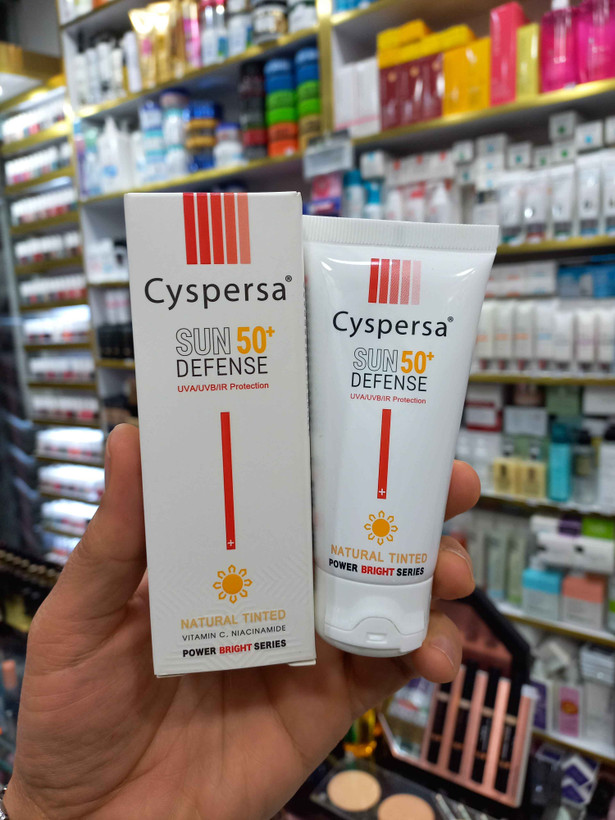 Cyspersa®
SUN 50+
DEFENSE
UVA/UVB/IR Protection
NATURAL TINTED
VITAMIN C, NIACINAMIDE
POWER BRIGHT SERIES
Cyspersa®
SUN 50+
DEFENSE
UVA/UVB/IR Protection
NATURAL TINTED
POWER BRIGHT SERIES